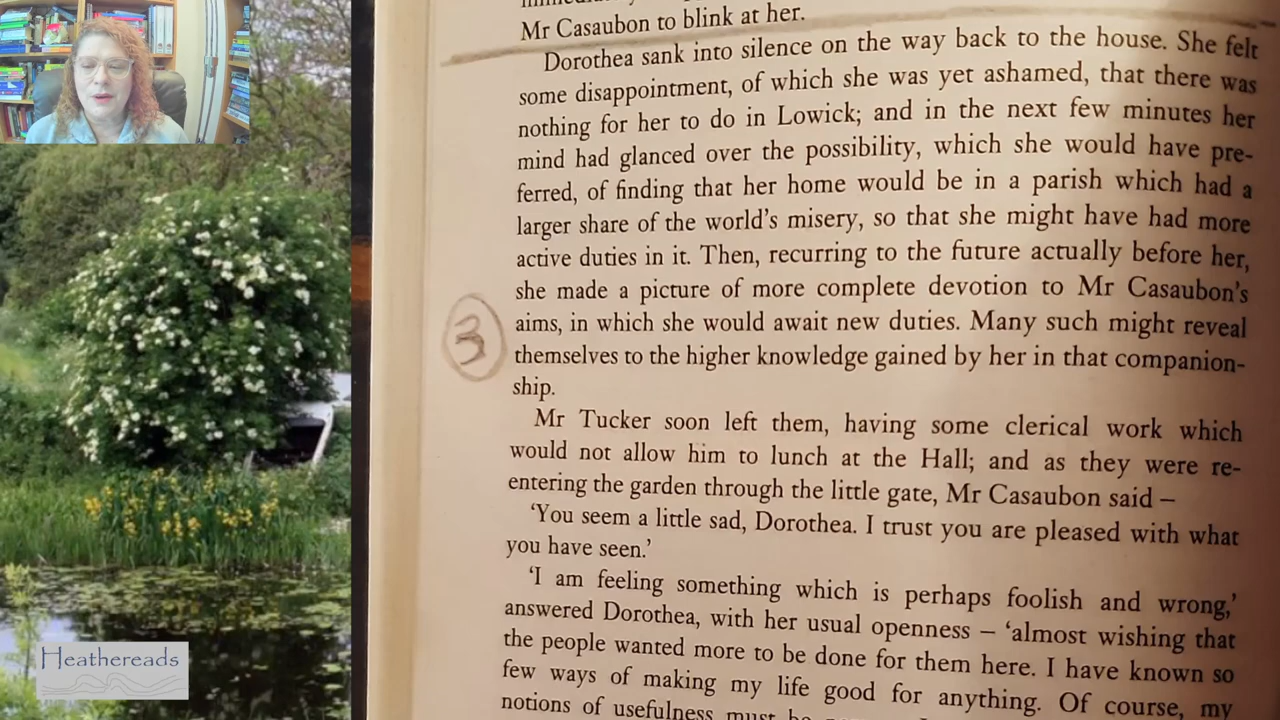 Mr Casaubon to blink at her.
Dorothea sank into silence on the way back to the house. She felt
some disappointment, of which she was yet ashamed, that there was
nothing for her to do in Lowick; and in the next few minutes her
mind had glanced over the possibility, which she would have pre-
ferred, of finding that her home would be in a parish which had a
larger share of the world's misery, so that she might have had more
active duties in it. Then, recurring to the future actually before her,
she made a picture of more complete devotion to Mr Casaubon's
aims, in which she would await new duties. Many such might reveal
themselves to the higher knowledge gained by her in that companion-
ship.
3
Mr Tucker soon left them, having some clerical work which
would not allow him to lunch at the Hall; and as they were re-
entering the garden through the little gate, Mr Casaubon said –
'You seem a little sad, Dorothea. I trust you are pleased with what
you have seen.'
'I am feeling something which is perhaps foolish and wrong,'
answered Dorothea, with her usual openness – 'almost wishing that
the people wanted more to be done for them here. I have known so
few ways of making my life good for anything. Of course, my
notions of usefulness must be
Heathereads